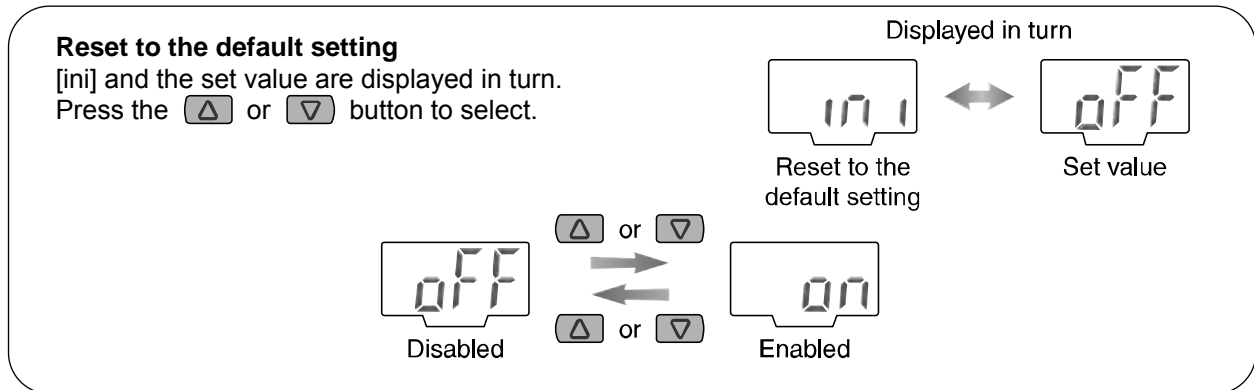 Reset to the default setting
[ini] and the set value are displayed in turn.
Press the △ or ▽ button to select.
Displayed in turn
ini
oFF
Reset to the
default setting
Set value
△ or ▽
oFF
on
△ or ▽
Disabled
Enabled